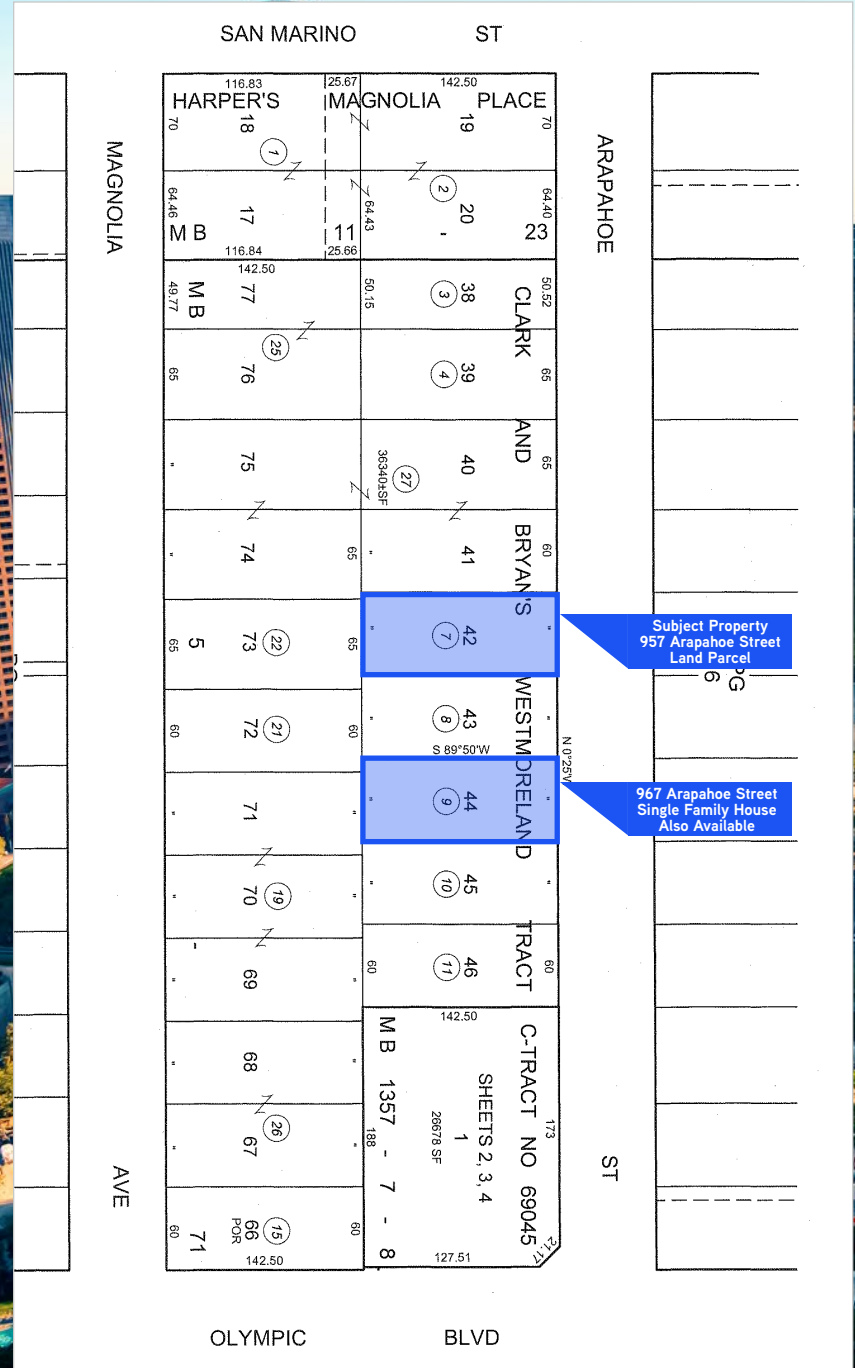 SAN MARINO ST
116.83 25.67 142.50
HARPER'S MAGNOLIA PLACE
70 18 1 19 70
MAGNOLIA
ARAPAHOE
2
64.46 17 64.43 20 64.40
M B 11 - 23
116.84 25.66
142.50
49.77 M B 77 50.15 3 38 50.52
CLARK AND BRYAN'S WESTMORELAND TRACT
25
65 76 4 39 65
" 75 40 65
27
36340±SF
" 74 65 " 41 60
65 5 73 22 65 " 7 42 "
Subject Property
957 Arapahoe Street
Land Parcel
PG
6
60 72 21 60 " 8 43 "
S 89°50'W
N 0°25'W
" 71 " " 9 44 "
967 Arapahoe Street
Single Family House
Also Available
" 70 19 " " 10 45 "
- " 69 " 60 11 46 60
142.50
" 68 "
" 67 26 "
C-TRACT NO 69045
SHEETS 2, 3, 4
1
26678 SF
M B 1357 - 7 - 8
173
188
21.17
127.51
60 71 66 15 60
POR
142.50
AVE
ST
OLYMPIC BLVD